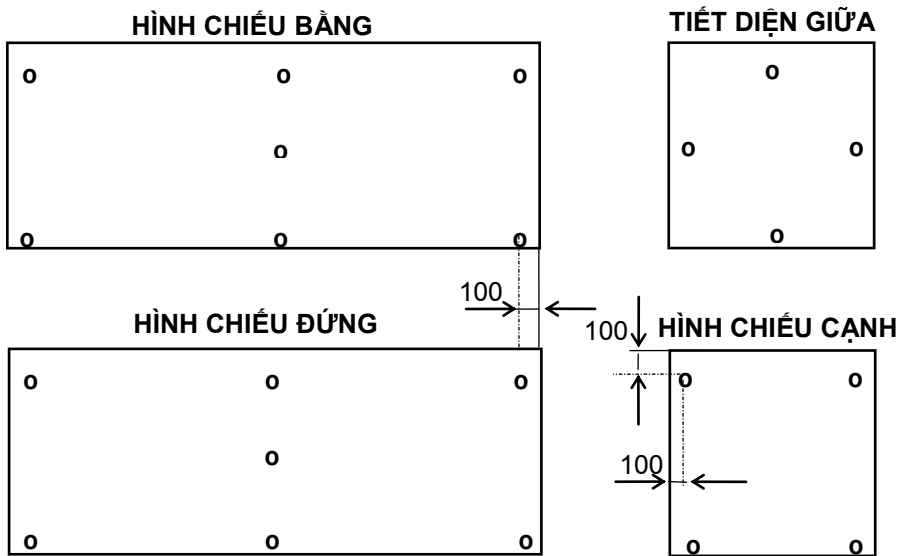 HÌNH CHIẾU BẰNG
TIẾT DIỆN GIỮA
o o o
o
o o o
o
o o
o
100
HÌNH CHIẾU ĐỨNG
100
HÌNH CHIẾU CẠNH
o o o
o
o o o
o o
100
o o